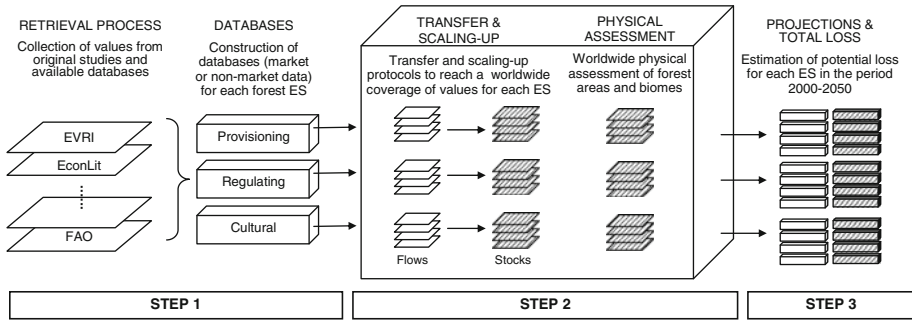 RETRIEVAL PROCESS
Collection of values from
original studies and
available databases
EVRI
EconLit
FAO
DATABASES
Construction of
databases (market
or non-market data)
for each forest ES
Provisioning
Regulating
Cultural
TRANSFER &
SCALING-UP
Transfer and scaling-up
protocols to reach a worldwide
coverage of values for each ES
Flows
Stocks
PHYSICAL
ASSESSMENT
Worldwide physical
assessment of forest
areas and biomes
PROJECTIONS &
TOTAL LOSS
Estimation of potential loss
for each ES in the period
2000-2050
STEP 1
STEP 2
STEP 3